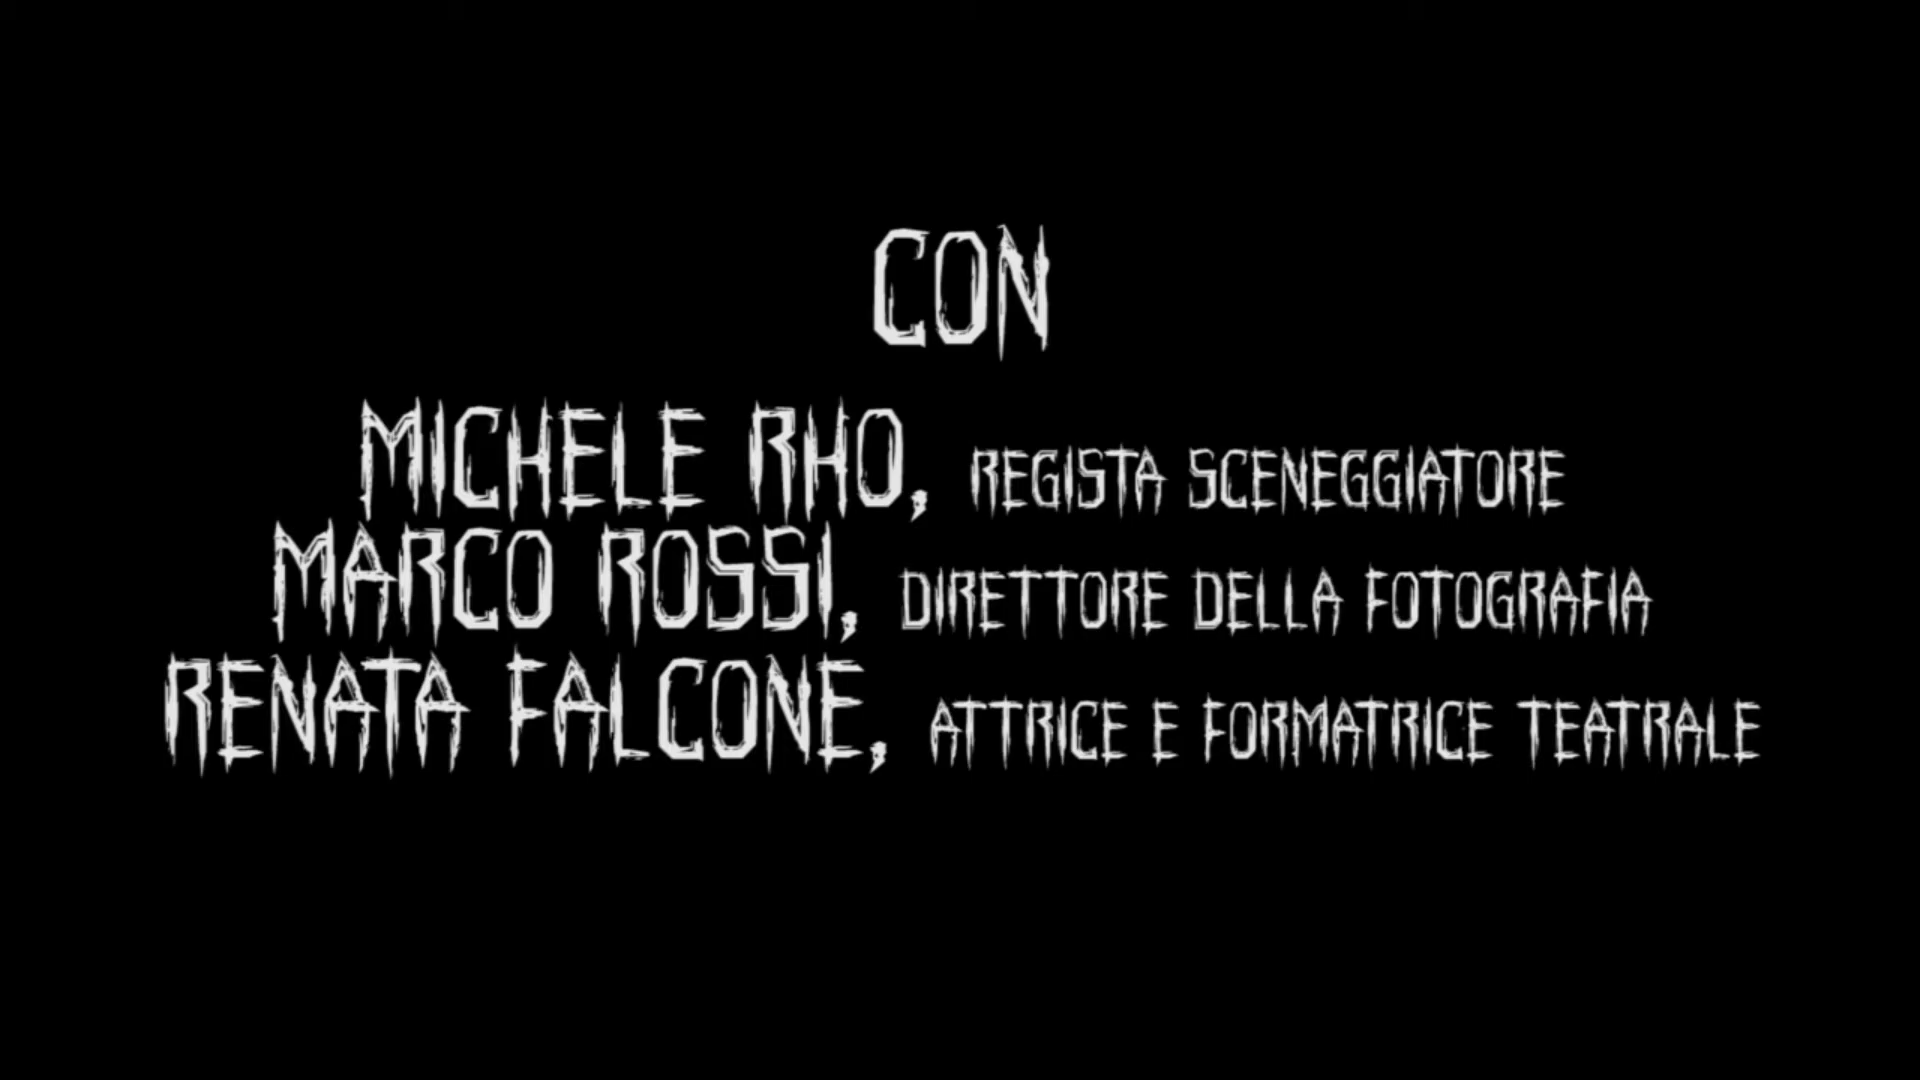 CON
MICHELE RHO, REGISTA SCENEGGIATORE
MARCO ROSSI, DIRETTORE DELLA FOTOGRAFIA
RENATA FALCONE, ATTRICE E FORMATRICE TEATRALE